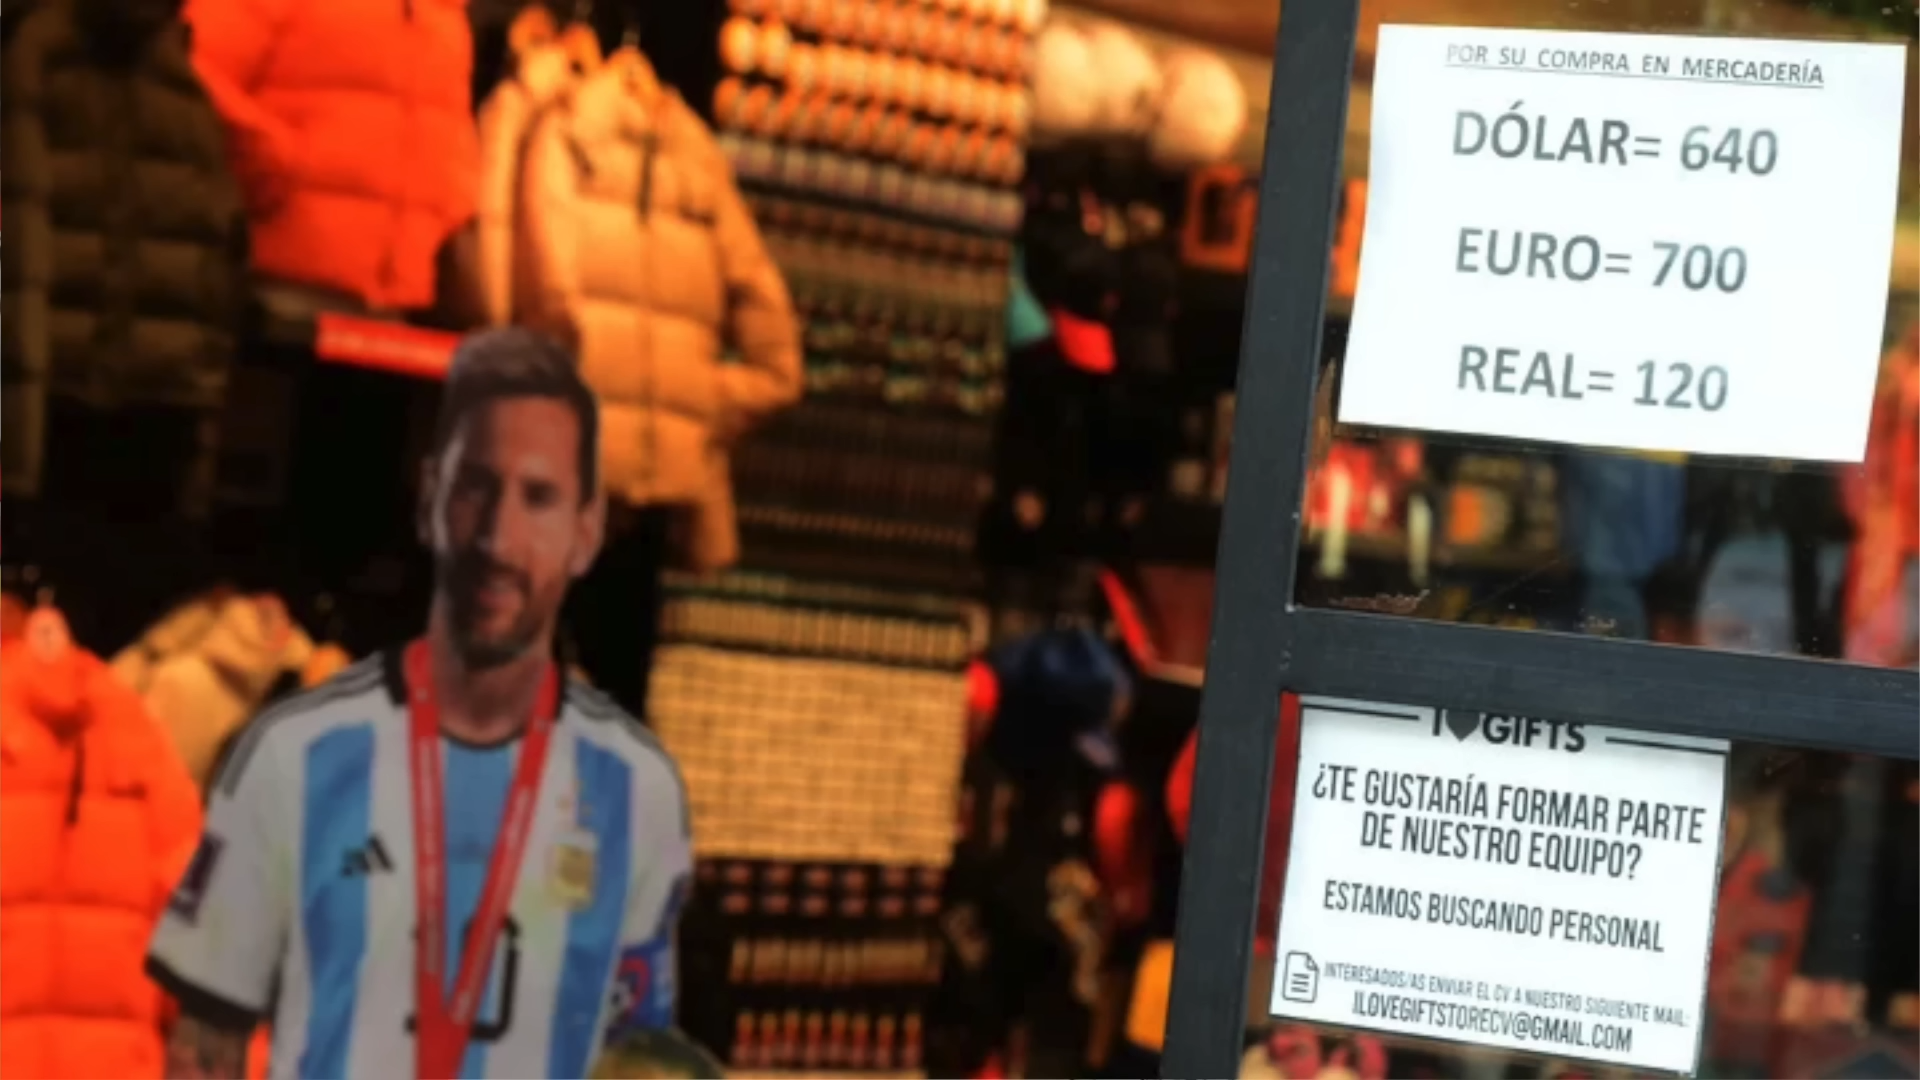 POR SU COMPRA EN MERCADERÍA
DÓLAR= 640
EURO= 700
REAL= 120
I GIFTS
¿TE GUSTARÍA FORMAR PARTE
DE NUESTRO EQUIPO?
ESTAMOS BUSCANDO PERSONAL
INTERESADOS/AS ENVIAR EL CV A NUESTRO SIGUIENTE MAIL:
ILOVEGIFTSTORECV@GMAIL.COM
10